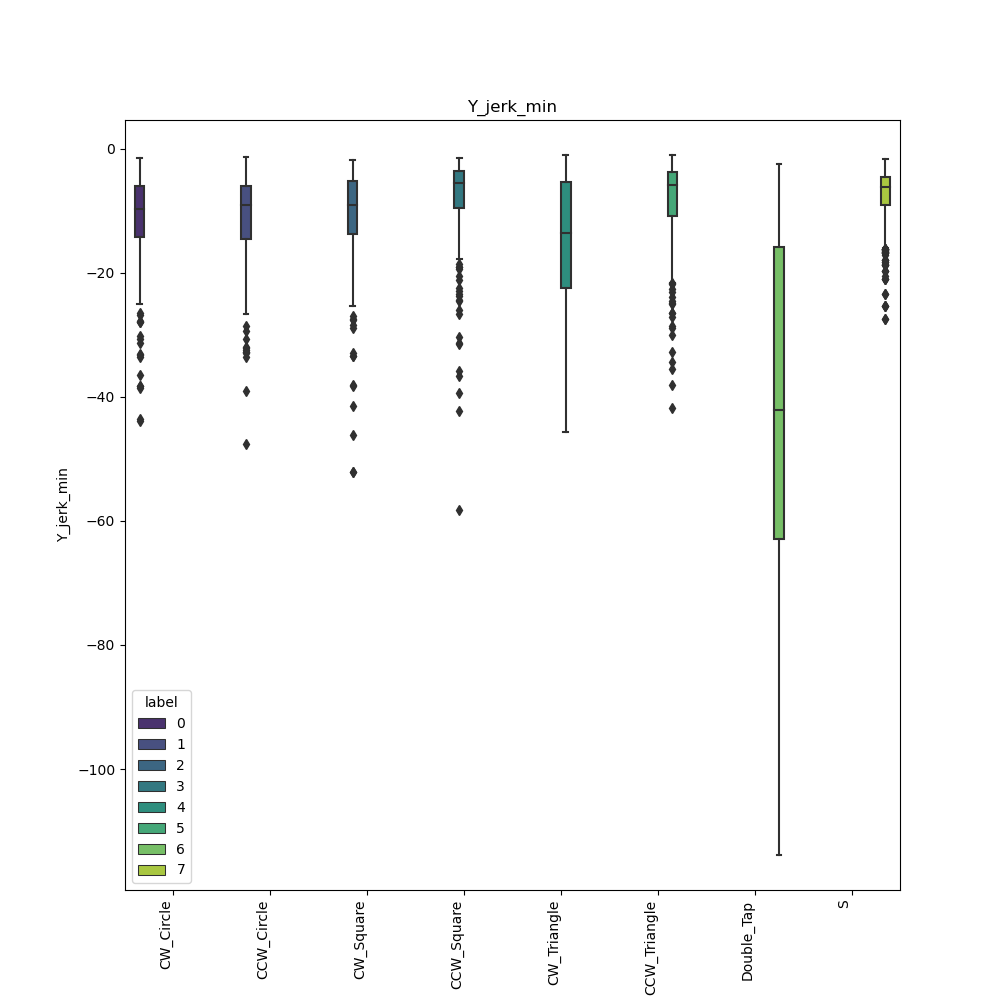 Y_jerk_min
0
−20
−40
−60
−80
−100
Y_jerk_min
label
0
1
2
3
4
5
6
7
CW_Circle
CCW_Circle
CW_Square
CCW_Square
CW_Triangle
CCW_Triangle
Double_Tap
S